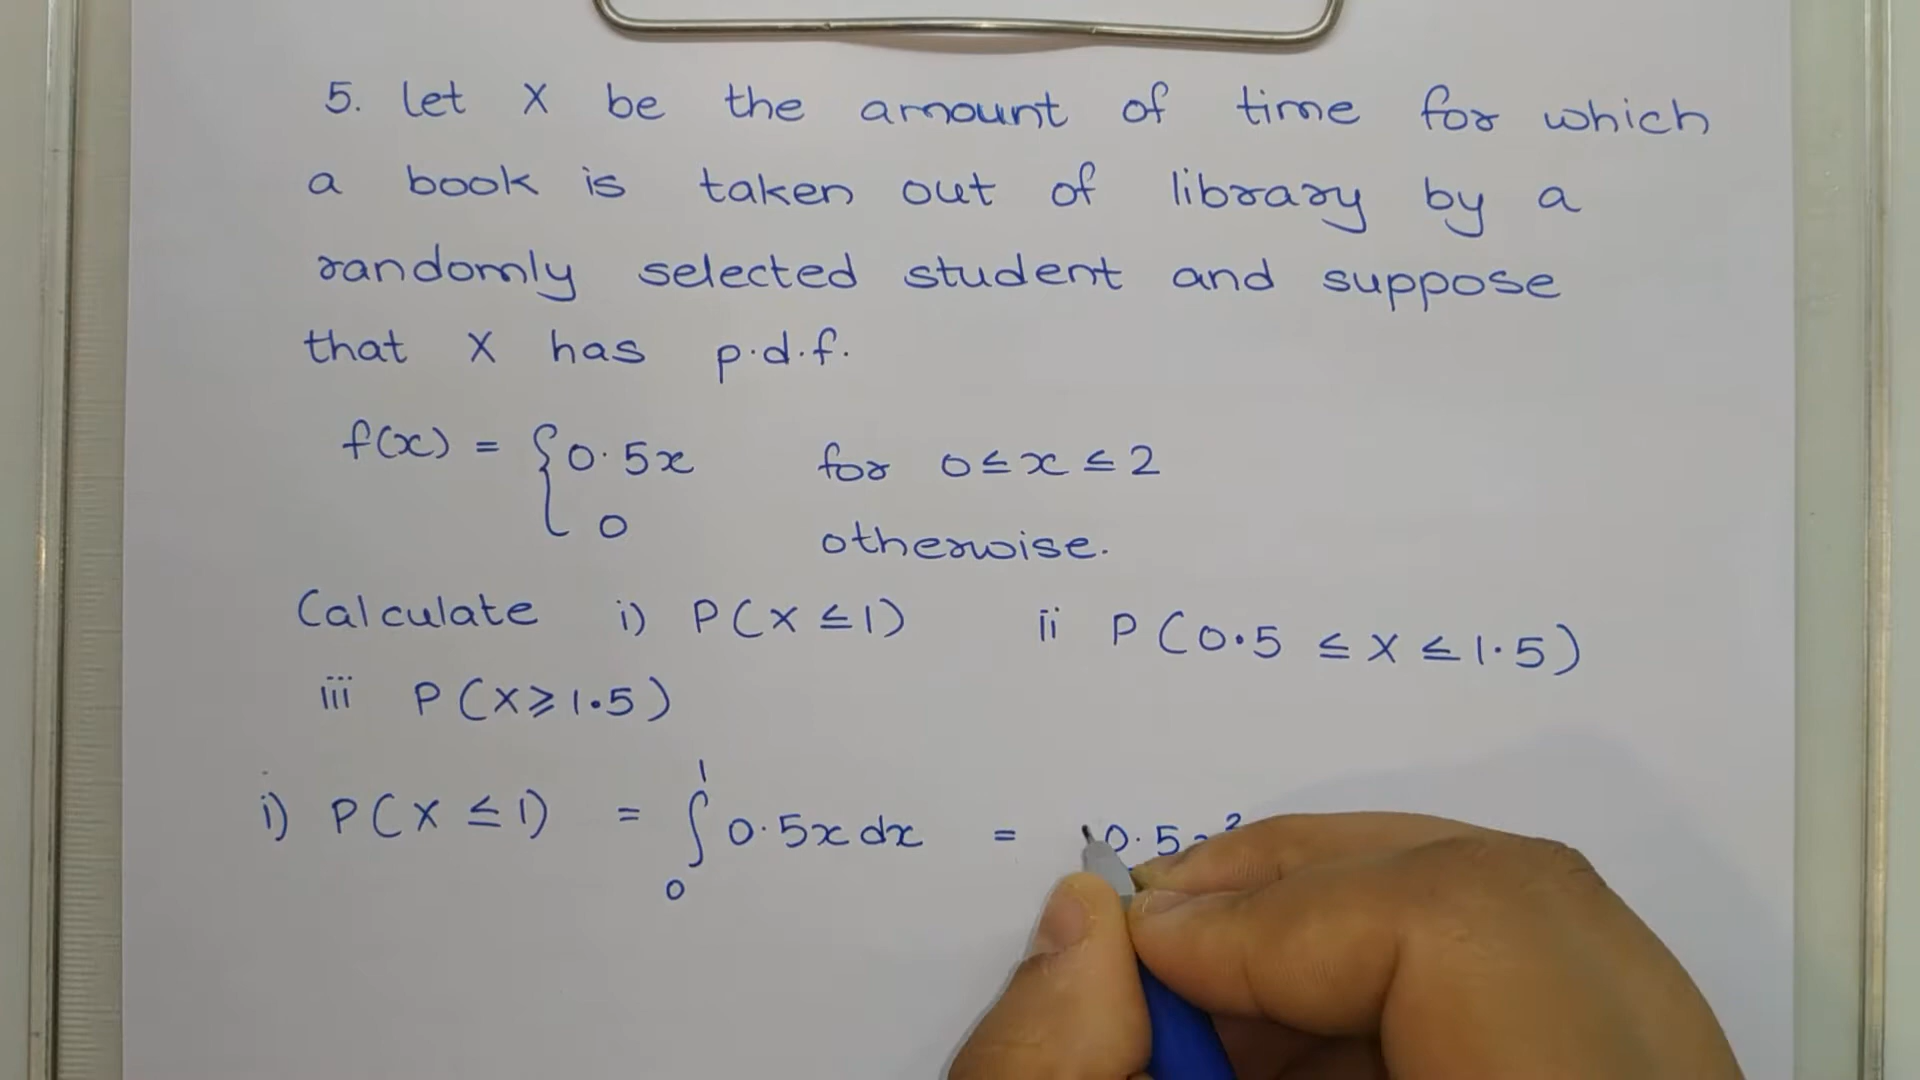 5. Let X be the amount of time for which
a book is taken out of library by a
randomly selected student and suppose
that X has p.d.f.
f(x) = { 0.5x for 0 ≤ x ≤ 2
0 otherwise.
Calculate i) P(X ≤ 1) ii P(0.5 ≤ X ≤ 1.5)
iii P(X ≥ 1.5)
i) P(X ≤ 1) = ∫₀¹ 0.5x dx = 0.5